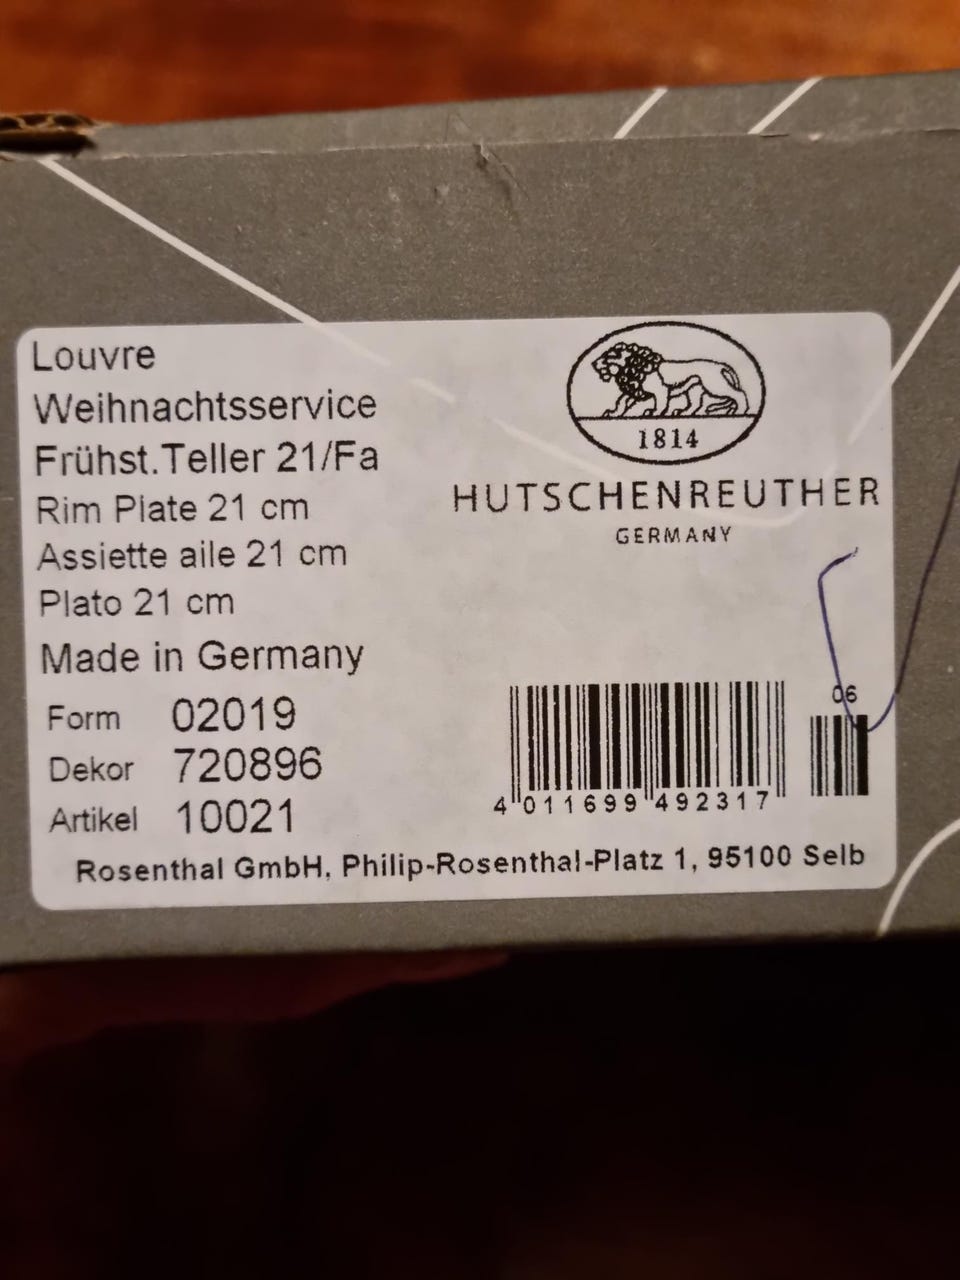 Louvre
Weihnachtsservice
Frühst.Teller 21/Fa
Rim Plate 21 cm
Assiette aile 21 cm
Plato 21 cm
Made in Germany
Form 02019
Dekor 720896
Artikel 10021
1814
HUTSCHENREUTHER
GERMANY
06
4 011699 492317
Rosenthal GmbH, Philip-Rosenthal-Platz 1, 95100 Selb